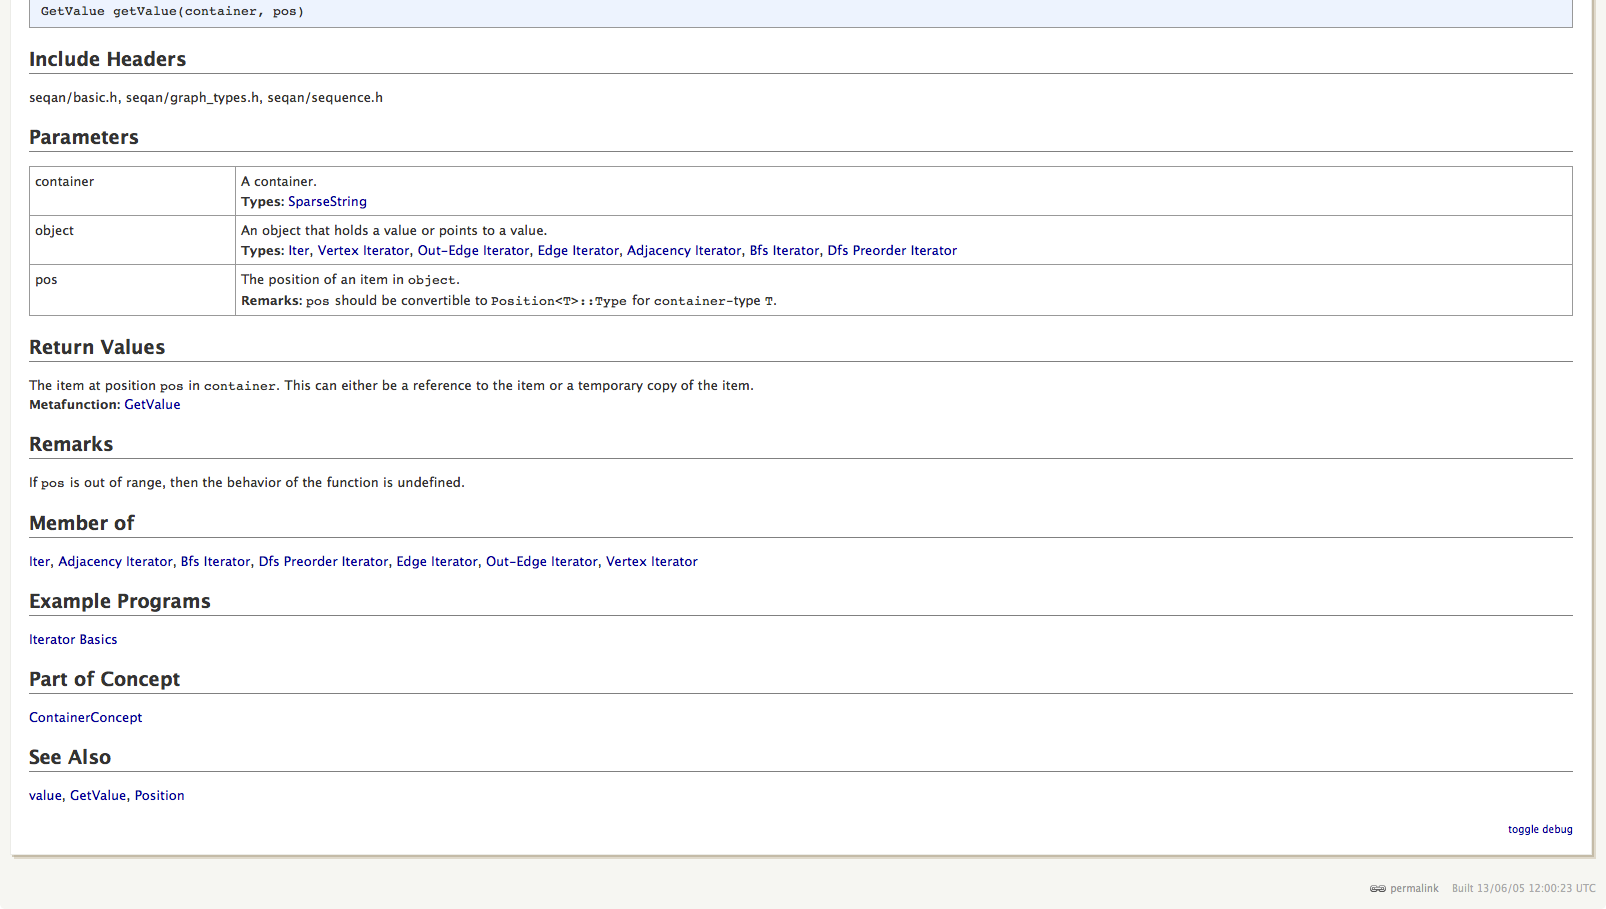 GetValue getValue(container, pos)
Include Headers
seqan/basic.h, seqan/graph_types.h, seqan/sequence.h
Parameters
container
A container.
Types: SparseString
object
An object that holds a value or points to a value.
Types: Iter, Vertex Iterator, Out-Edge Iterator, Edge Iterator, Adjacency Iterator, Bfs Iterator, Dfs Preorder Iterator
pos
The position of an item in object.
Remarks: pos should be convertible to Position<T>::Type for container-type T.
Return Values
The item at position pos in container. This can either be a reference to the item or a temporary copy of the item.
Metafunction: GetValue
Remarks
If pos is out of range, then the behavior of the function is undefined.
Member of
Iter, Adjacency Iterator, Bfs Iterator, Dfs Preorder Iterator, Edge Iterator, Out-Edge Iterator, Vertex Iterator
Example Programs
Iterator Basics
Part of Concept
ContainerConcept
See Also
value, GetValue, Position
toggle debug
permalink Built 13/06/05 12:00:23 UTC